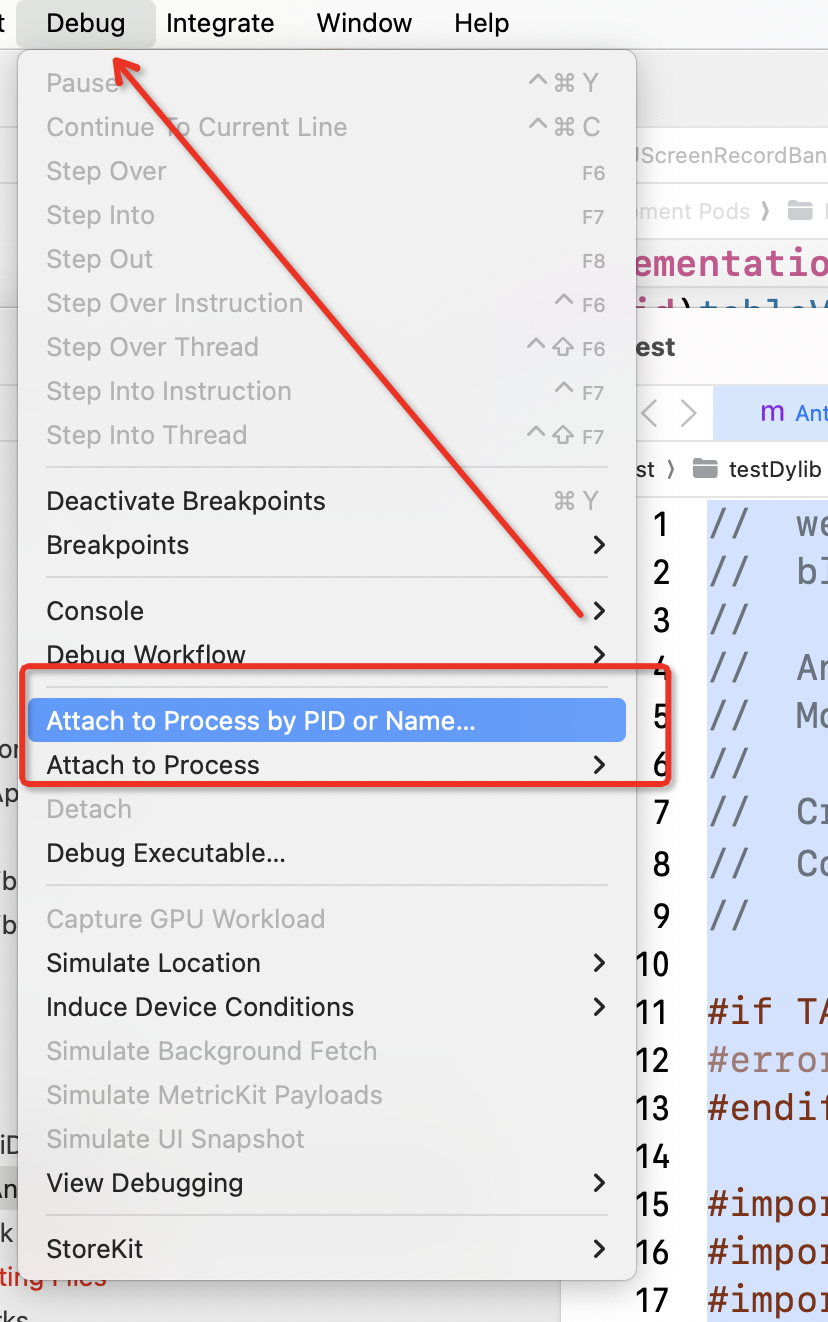 Debug Integrate Window Help
Pause ^⌘Y
Continue To Current Line ^⌘C
Step Over F6
Step Into F7
Step Out F8
Step Over Instruction ^F6
Step Over Thread ^⇧F6
Step Into Instruction ^F7
Step Into Thread ^⇧F7
Deactivate Breakpoints ⌘Y
Breakpoints
Console
Debug Workflow
Attach to Process by PID or Name...
Attach to Process
Detach
Debug Executable...
Capture GPU Workload
Simulate Location
Induce Device Conditions
Simulate Background Fetch
Simulate MetricKit Payloads
Simulate UI Snapshot
View Debugging
StoreKit
ScreenRecordBan
ment Pods
ementatio
est
m Ant
st testDylib
1 // we
2 // bl
3 //
4 // An
5 // Mo
6 //
7 // Cr
8 // Co
9 //
10
11 #if TA
12 #error
13 #endif
14
15 #impor
16 #impor
17 #impor